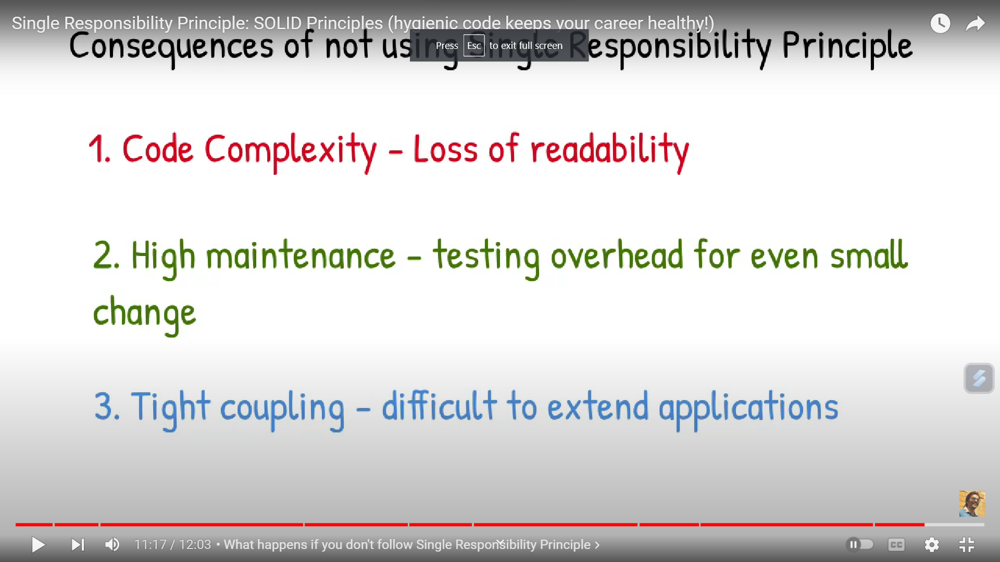 Single Responsibility Principle: SOLID Principles (hygienic code keeps your career healthy!)
Consequences of not using Single Responsibility Principle
Press Esc to exit full screen
1. Code Complexity - Loss of readability
2. High maintenance - testing overhead for even small
change
3. Tight coupling - difficult to extend applications
11:17 / 12:03 • What happens if you don't follow Single Responsibility Principle >
CC